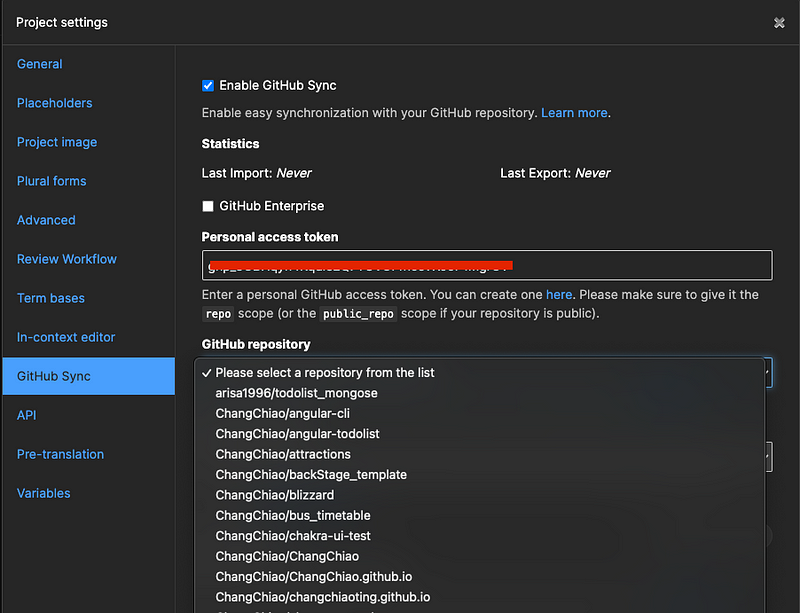 Project settings
General
Placeholders
Project image
Plural forms
Advanced
Review Workflow
Term bases
In-context editor
GitHub Sync
API
Pre-translation
Variables
Enable GitHub Sync
Enable easy synchronization with your GitHub repository. Learn more.
Statistics
Last Import: Never
Last Export: Never
GitHub Enterprise
Personal access token
Enter a personal GitHub access token. You can create one here. Please make sure to give it the
repo scope (or the public_repo scope if your repository is public).
GitHub repository
✓ Please select a repository from the list
arisa1996/todolist_mongose
ChangChiao/angular-cli
ChangChiao/angular-todolist
ChangChiao/attractions
ChangChiao/backStage_template
ChangChiao/blizzard
ChangChiao/bus_timetable
ChangChiao/chakra-ui-test
ChangChiao/ChangChiao
ChangChiao/ChangChiao.github.io
ChangChiao/changchiaoting.github.io